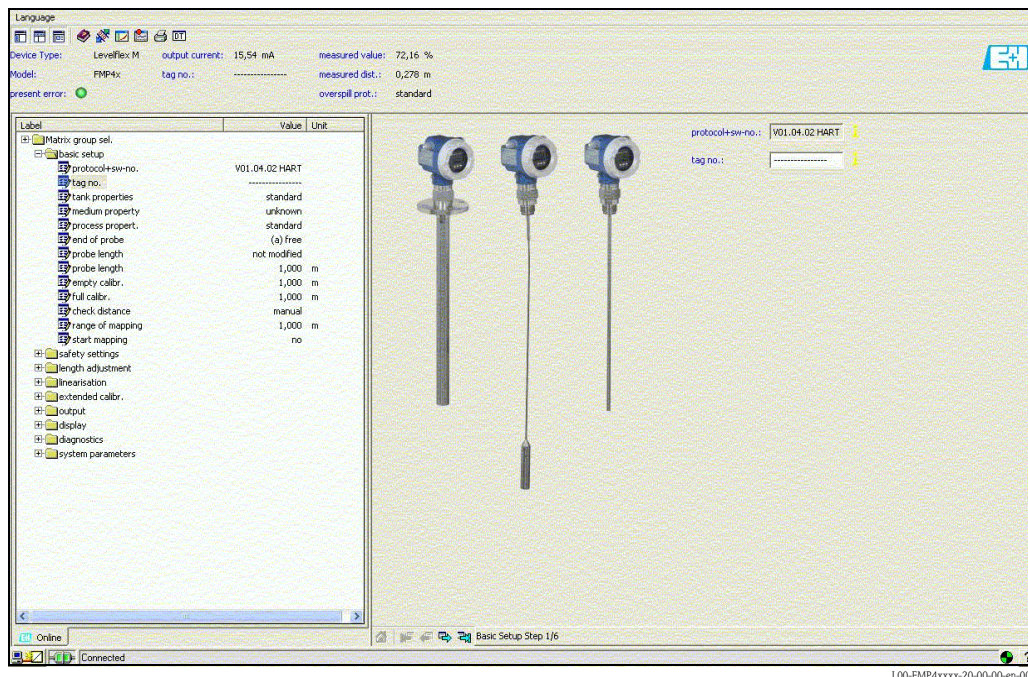 Language
DT
Device Type: Levelflex M output current: 15,54 mA measured value: 72,16 %
Model: FMP4x tag no.: --------------- measured dist.: 0,278 m
present error: overspill prot.: standard
E+H
Label Value Unit
Matrix group sel.
basic setup
protocol+sw-no. V01.04.02 HART
tag no. ---------------
tank properties standard
medium property unknown
process propert. standard
end of probe (a) free
probe length not modified
probe length 1,000 m
empty calibr. 1,000 m
full calibr. 1,000 m
check distance manual
range of mapping 1,000 m
start mapping no
safety settings
length adjustment
linearisation
extended calibr.
output
display
diagnostics
system parameters
protocol+sw-no.: V01.04.02 HART
tag no.: ---------------
Online
Basic Setup Step 1/6
Connected